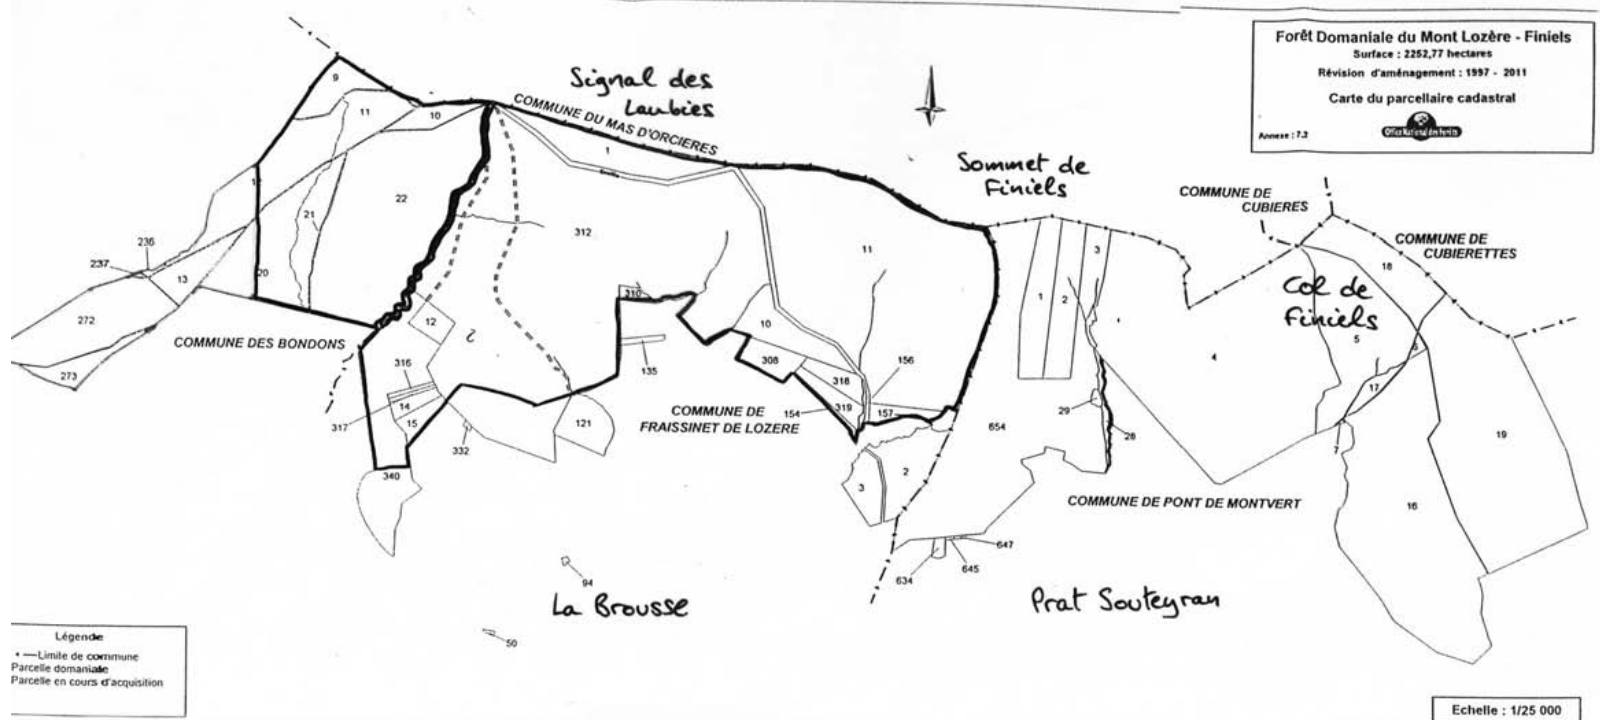 Forêt Domaniale du Mont Lozère - Finiels
Surface : 2252,77 hectares
Révision d'aménagement : 1997 - 2011
Carte du parcellaire cadastral
Annexe : 7.2
Office National des Forêts
Signal des
Laubies
COMMUNE DU MAS D'ORCIERES
Sommet de
Finiels
COMMUNE DE
CUBIERES
COMMUNE DE
CUBIERETTES
Col de
Finiels
9
11
10
1
22
21
312
11
236
237
13
20
272
273
COMMUNE DES BONDONS
12
2
316
14
15
317
332
340
121
310
135
10
308
318
319
154
156
157
COMMUNE DE
FRAISSINET DE LOZERE
1
2
3
4
5
18
6
17
7
19
16
654
29
28
2
3
COMMUNE DE PONT DE MONTVERT
647
645
634
94
La Brousse
50
Prat Souteyran
Légende
Limite de commune
Parcelle domaniale
Parcelle en cours d'acquisition
Echelle : 1/25 000